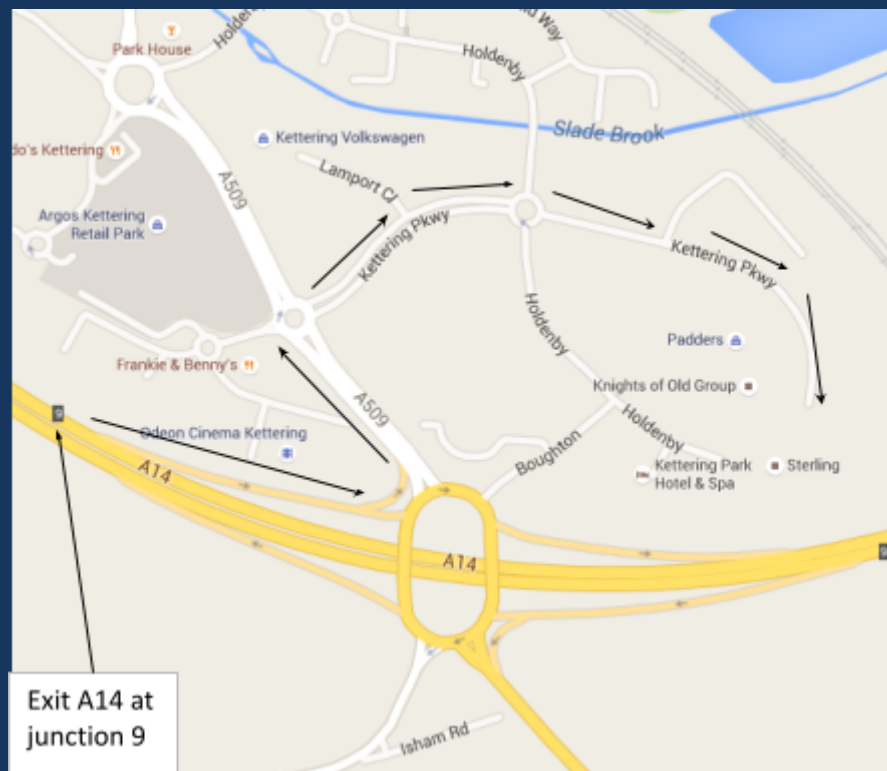 Park House
Holdenby
Holdenby
Way
Slade Brook
Kettering Volkswagen
do's Kettering
Lamport Cl
A509
Argos Kettering
Retail Park
Kettering Pkwy
Kettering Pkwy
Holdenby
Padders
Frankie & Benny's
Knights of Old Group
A509
9
Holdenby
Odeon Cinema Kettering
Boughton
Kettering Park
Hotel & Spa
Sterling
A14
A14
9
Exit A14 at
junction 9
Isham Rd